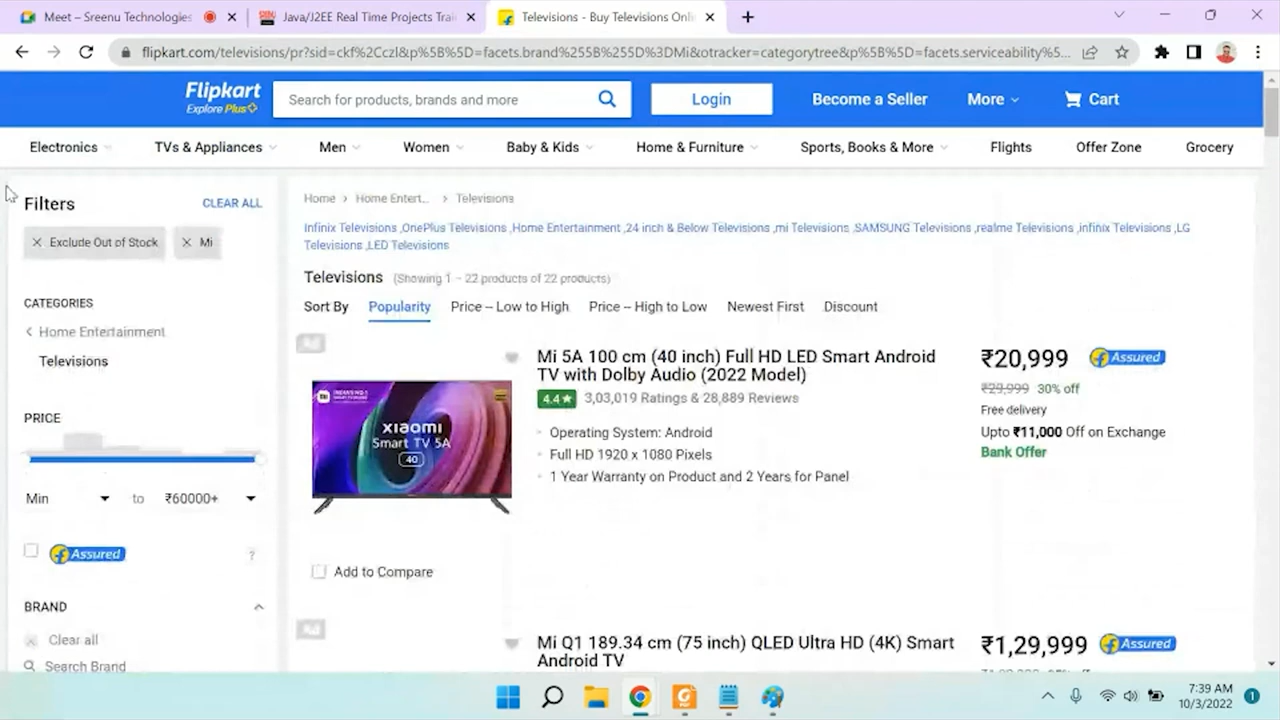 Meet – Sreenu Technologies
Java/J2EE Real Time Projects Trai
Televisions - Buy Televisions Onli
flipkart.com/televisions/pr?sid=ckf%2Cczl&p%5B%5D=facets.brand%255B%255D%3DMi&otracker=categorytree&p%5B%5D=facets.serviceability%5...
Flipkart
Explore Plus
Search for products, brands and more
Login
Become a Seller
More
Cart
Electronics
TVs & Appliances
Men
Women
Baby & Kids
Home & Furniture
Sports, Books & More
Flights
Offer Zone
Grocery
Filters
CLEAR ALL
Exclude Out of Stock
Mi
CATEGORIES
Home Entertainment
Televisions
PRICE
Min
to
₹60000+
Assured
?
BRAND
Clear all
Search Brand
Home
Home Entert...
Televisions
Infinix Televisions ,OnePlus Televisions ,Home Entertainment ,24 inch & Below Televisions ,mi Televisions ,SAMSUNG Televisions ,realme Televisions ,infinix Televisions ,LG
Televisions ,LED Televisions
Televisions (Showing 1 – 22 products of 22 products)
Sort By
Popularity
Price -- Low to High
Price -- High to Low
Newest First
Discount
Ad
INDIA'S NO.1
xiaomi
Smart TV 5A
40
Add to Compare
Mi 5A 100 cm (40 inch) Full HD LED Smart Android
TV with Dolby Audio (2022 Model)
4.4★
3,03,019 Ratings & 28,889 Reviews
Operating System: Android
Full HD 1920 x 1080 Pixels
1 Year Warranty on Product and 2 Years for Panel
₹20,999
Assured
₹29,999 30% off
Free delivery
Upto ₹11,000 Off on Exchange
Bank Offer
Ad
Mi Q1 189.34 cm (75 inch) QLED Ultra HD (4K) Smart
Android TV
₹1,29,999
Assured
7:39 AM
10/3/2022
1